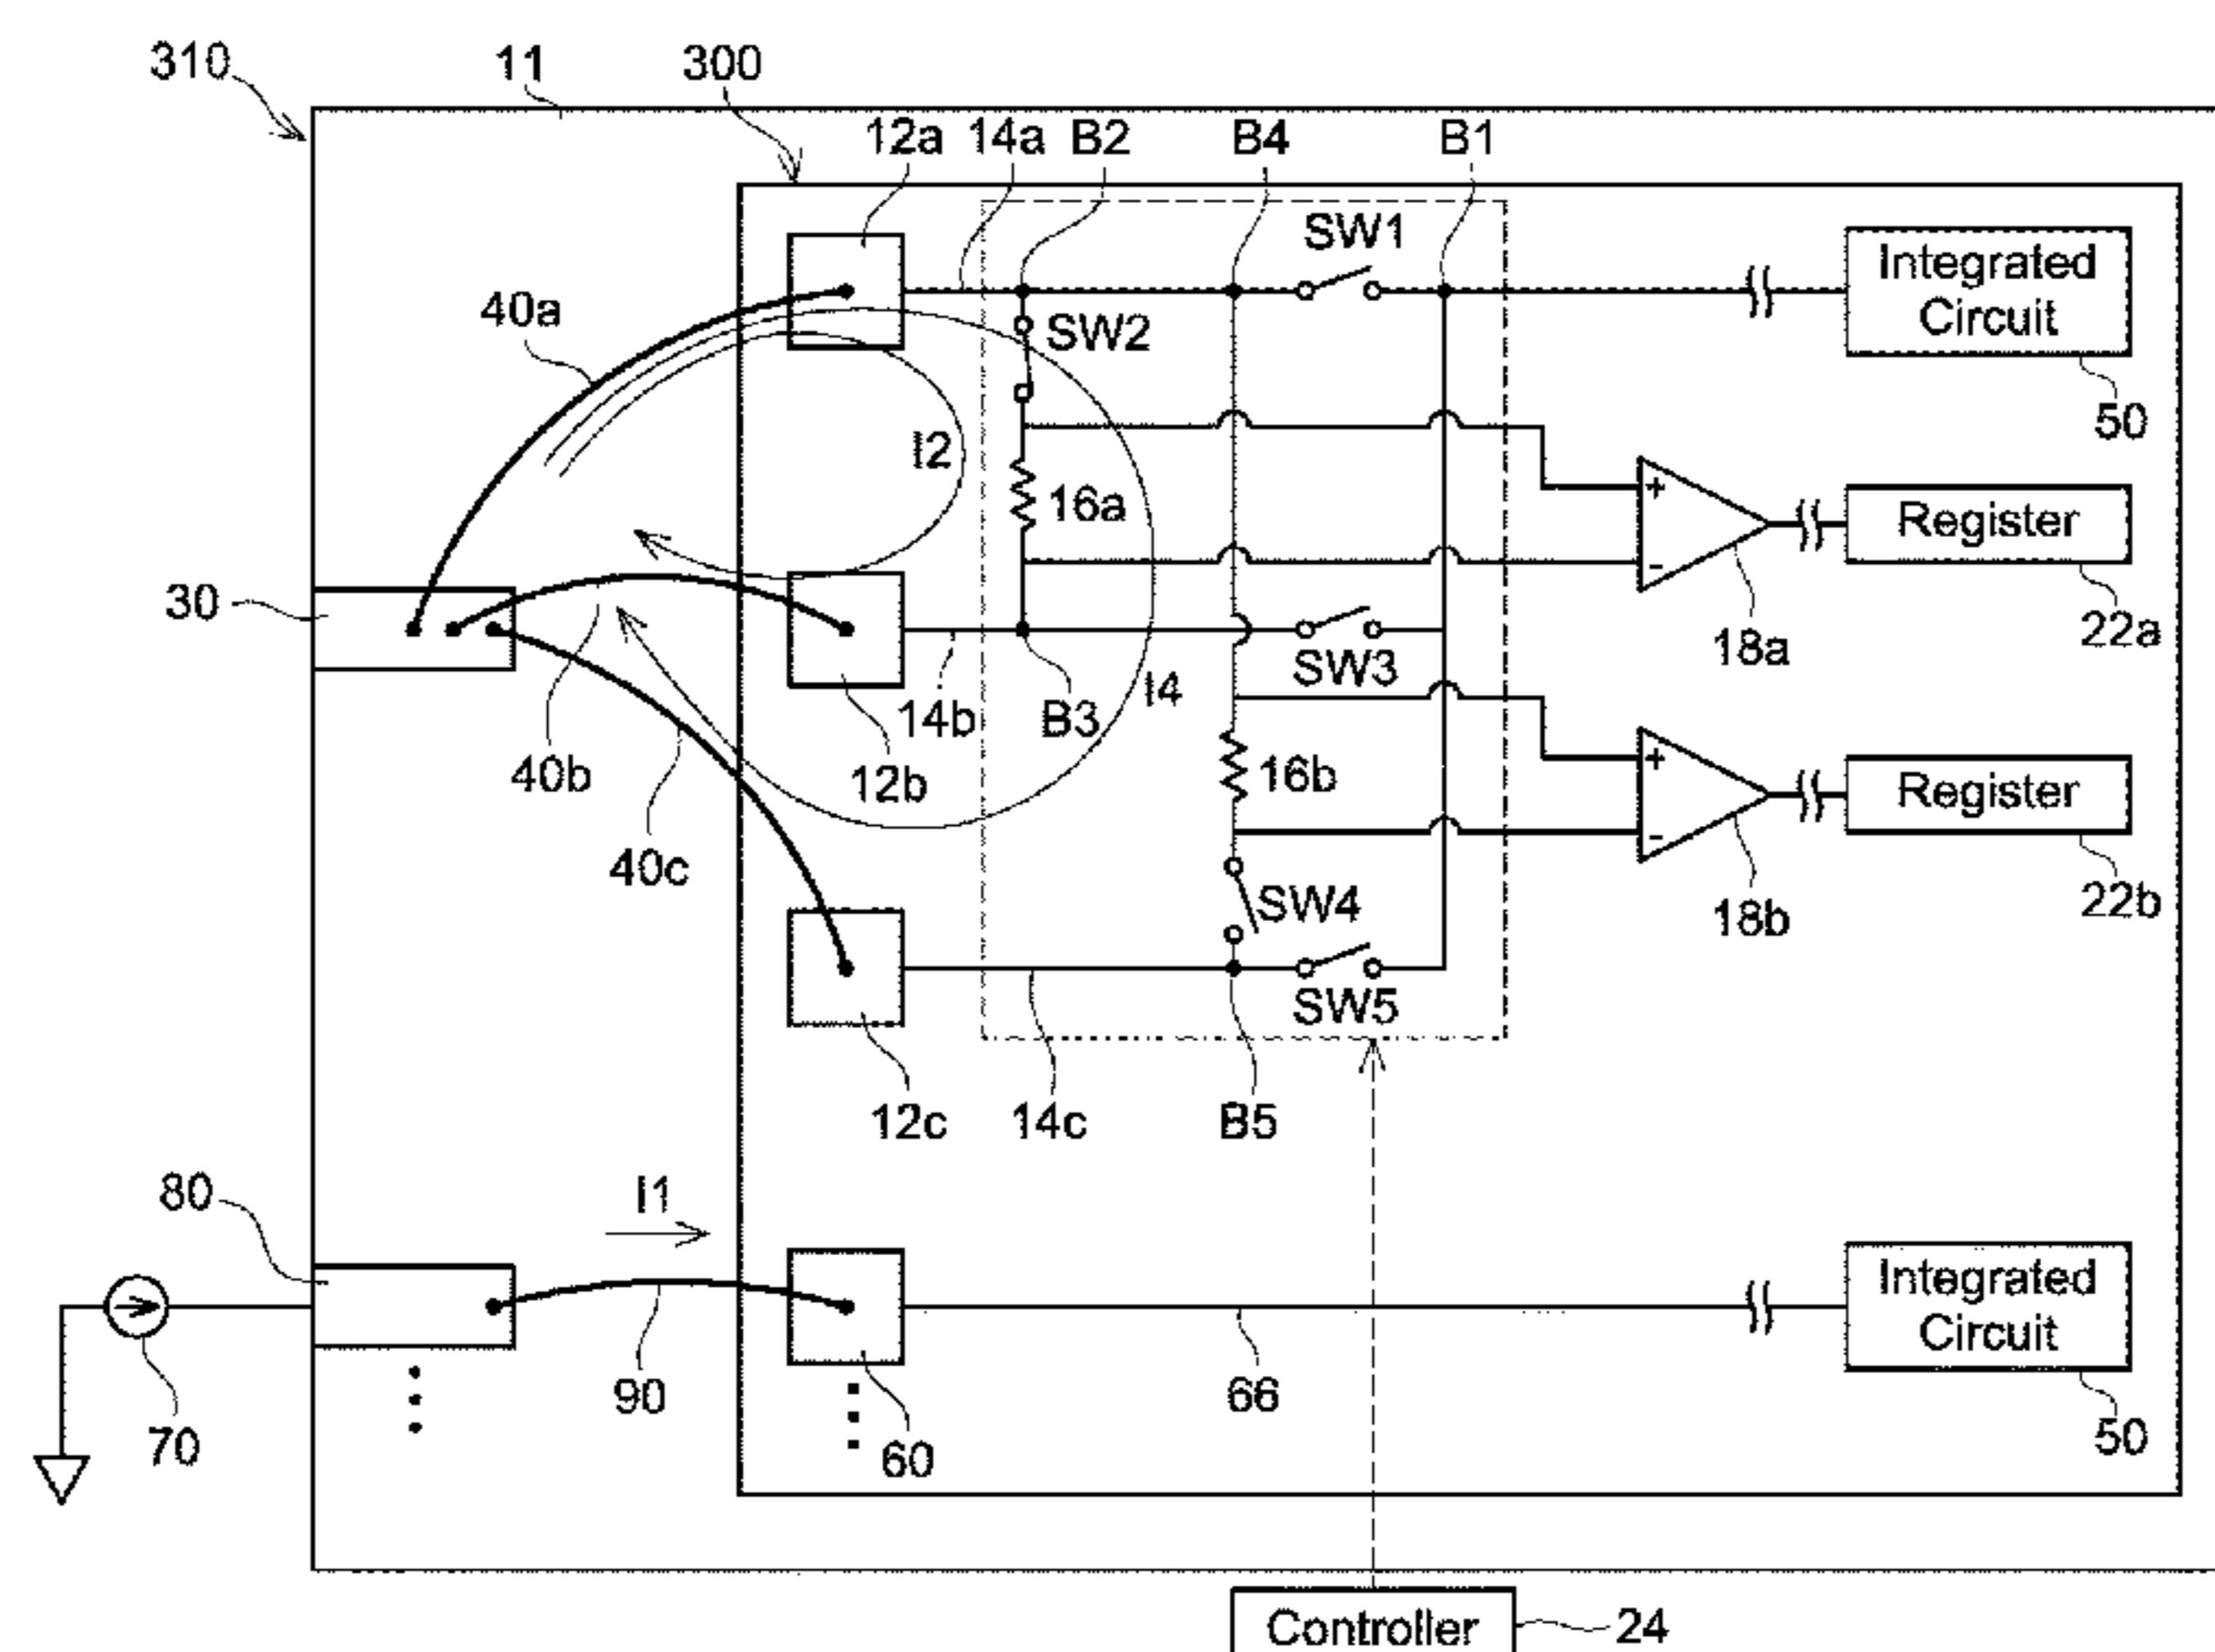 310
11
300
12a
14a
B2
B4
B1
SW1
Integrated
Circuit
50
40a
SW2
I2
16a
+
-
Register
18a
22a
30
SW3
14b
B3
I4
40b
12b
16b
+
-
Register
18b
22b
40c
SW4
SW5
12c
14c
B5
80
I1
Integrated
Circuit
50
70
90
60
66
Controller
24